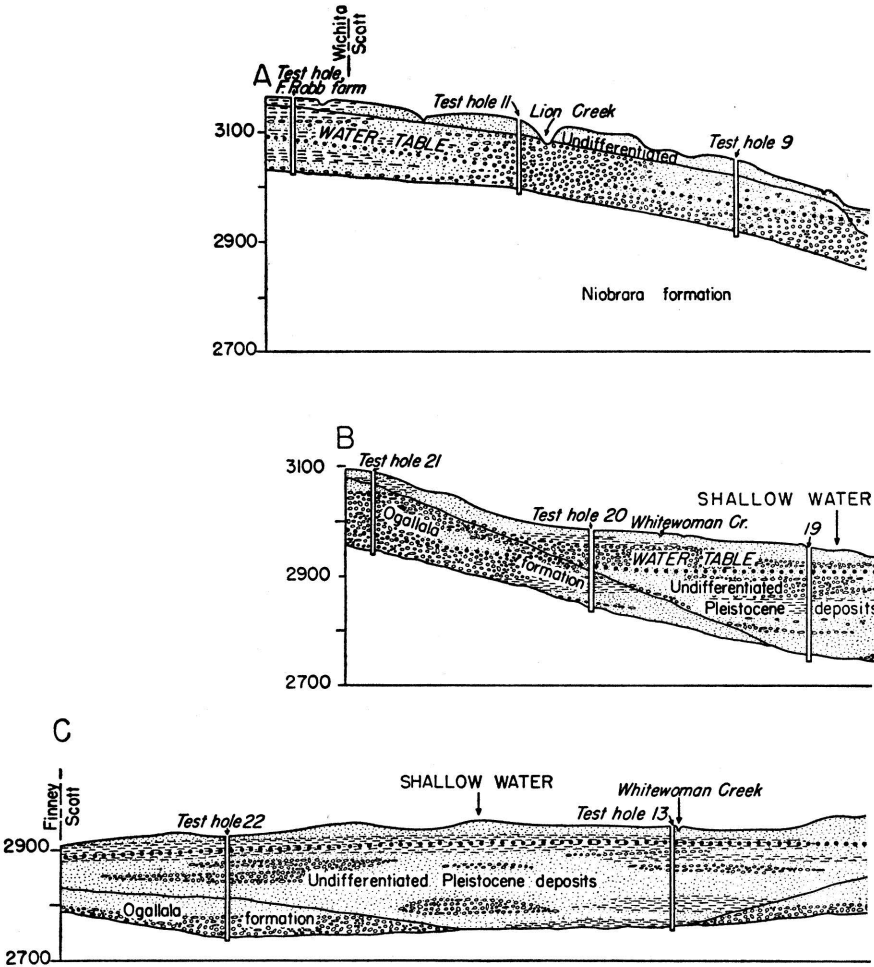 Wichita
Scott
A
Test hole,
F. Robb farm
Test hole 11
Lion Creek
3100
WATER TABLE
Undifferentiated
Test hole 9
2900
Niobrara formation
2700
B
3100
Test hole 21
SHALLOW WATER
Test hole 20
Whitewoman Cr.
19
Ogallala
formation
WATER TABLE
2900
Undifferentiated
Pleistocene deposits
2700
C
Finney
Scott
SHALLOW WATER
Whitewoman Creek
Test hole 22
Test hole 13
2900
Undifferentiated Pleistocene deposits
Ogallala formation
2700